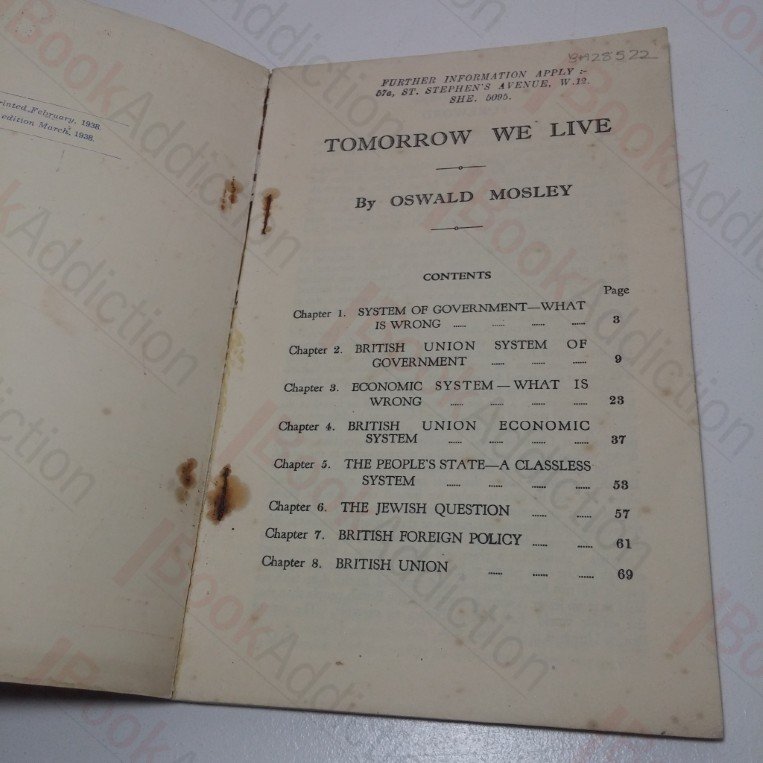 rinted February, 1938.
edition March, 1938.
BH28522
FURTHER INFORMATION APPLY :-
57a, ST. STEPHEN'S AVENUE, W.12.
SHE. 5095.
TOMORROW WE LIVE
By OSWALD MOSLEY
CONTENTS
Page
Chapter 1. SYSTEM OF GOVERNMENT—WHAT
IS WRONG ...... ...... ...... ...... 3
Chapter 2. BRITISH UNION SYSTEM OF
GOVERNMENT ...... ...... ...... 9
Chapter 3. ECONOMIC SYSTEM — WHAT IS
WRONG ...... ...... ...... ...... 23
Chapter 4. BRITISH UNION ECONOMIC
SYSTEM ...... ...... ...... ...... 37
Chapter 5. THE PEOPLE'S STATE—A CLASSLESS
SYSTEM ...... ...... ...... ...... 53
Chapter 6. THE JEWISH QUESTION ...... ...... 57
Chapter 7. BRITISH FOREIGN POLICY ...... ...... 61
Chapter 8. BRITISH UNION ...... ...... ...... 69
BookAddiction